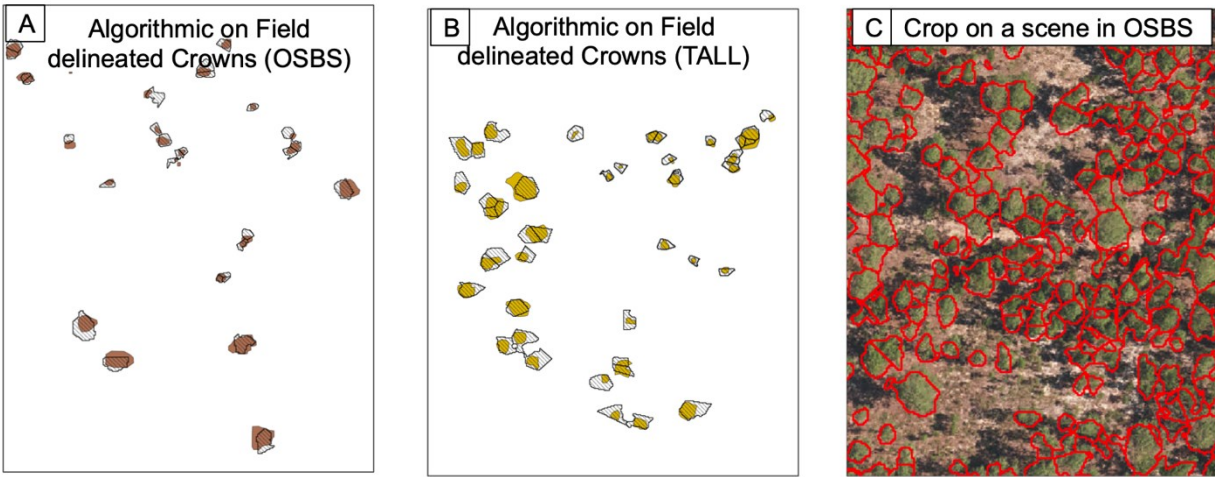 A
Algorithmic on Field
delineated Crowns (OSBS)
B
Algorithmic on Field
delineated Crowns (TALL)
C
Crop on a scene in OSBS